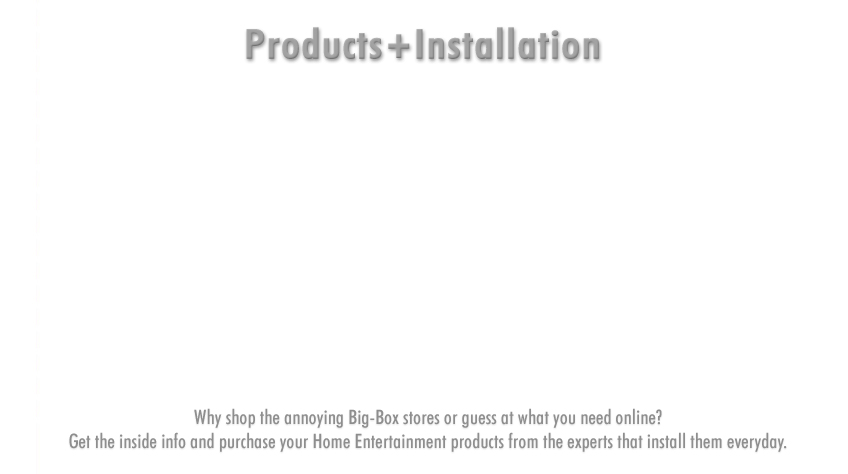 Products+Installation
Why shop the annoying Big-Box stores or guess at what you need online?
Get the inside info and purchase your Home Entertainment products from the experts that install them everyday.